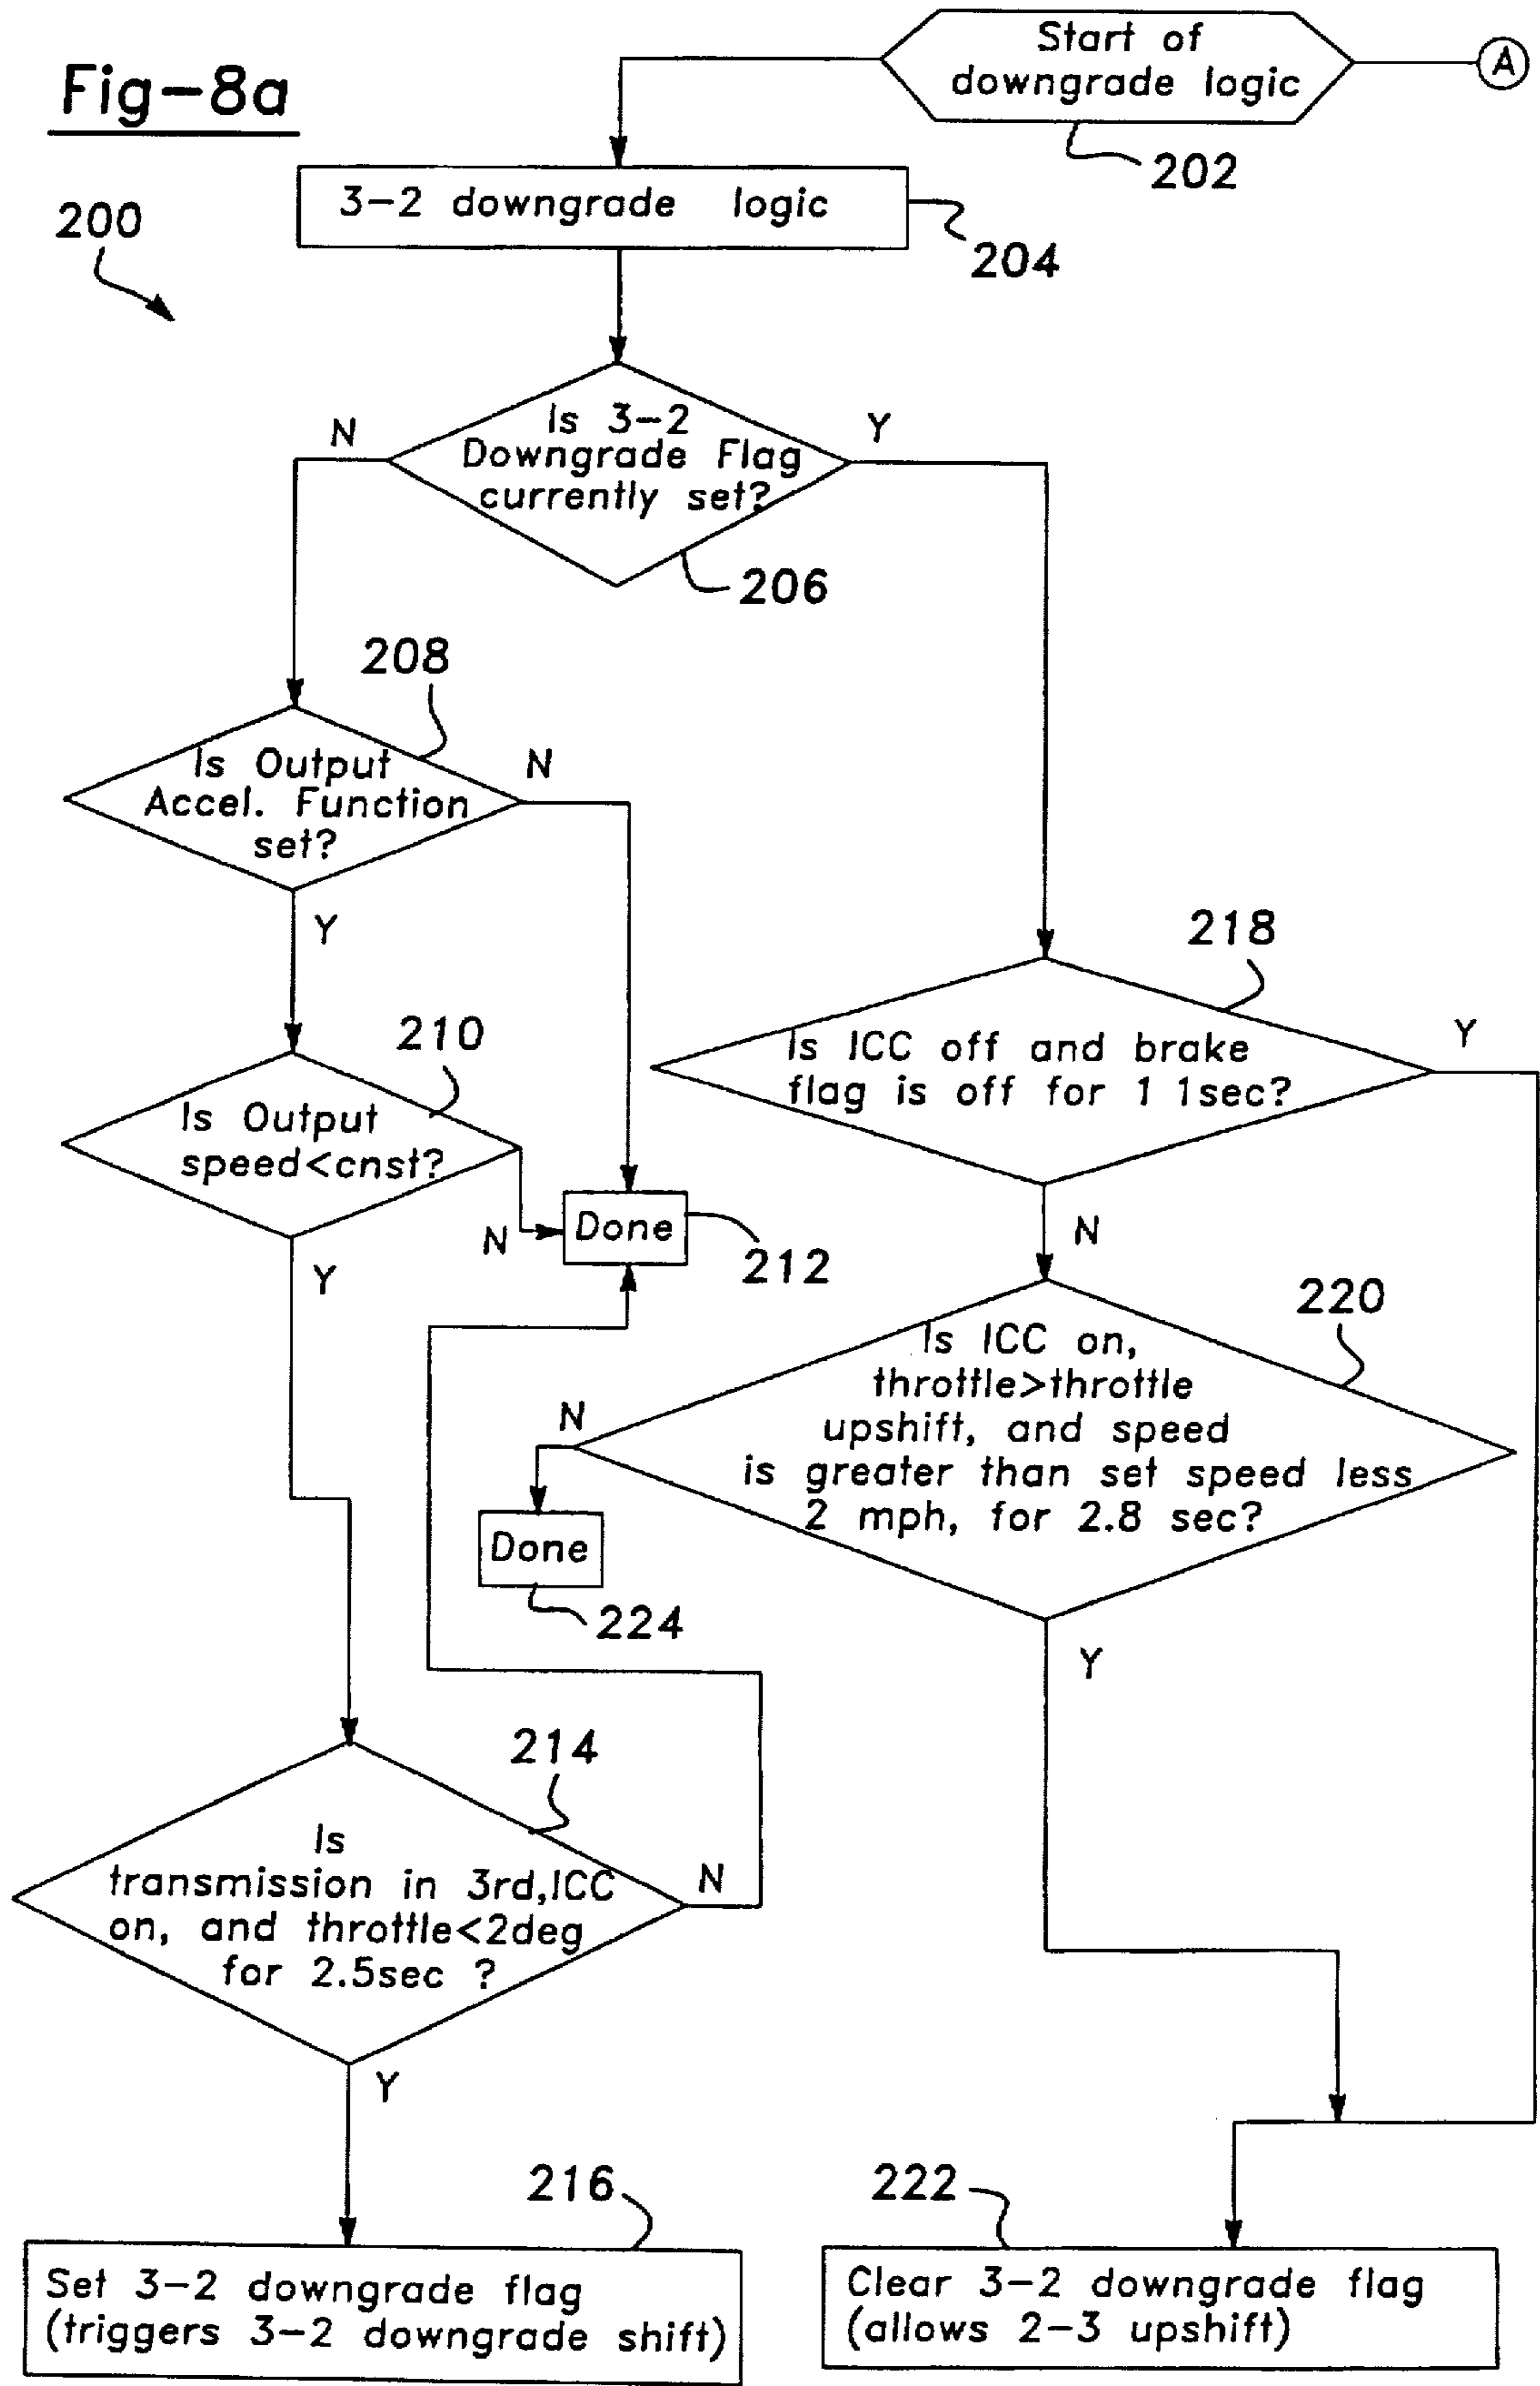 Fig-8a
Start of
downgrade logic
A
202
3-2 downgrade logic
204
200
Is 3-2
Downgrade Flag
currently set?
N
Y
206
208
Is Output
Accel. Function
set?
N
Y
218
Is ICC off and brake
flag is off for 1 1sec?
Y
N
210
Is Output
speed<cnst?
N
Y
Done
212
220
Is ICC on,
throttle>throttle
upshift, and speed
is greater than set speed less
2 mph, for 2.8 sec?
N
Y
Done
224
214
Is
transmission in 3rd,ICC
on, and throttle<2deg
for 2.5sec ?
N
Y
216
Set 3-2 downgrade flag
(triggers 3-2 downgrade shift)
222
Clear 3-2 downgrade flag
(allows 2-3 upshift)